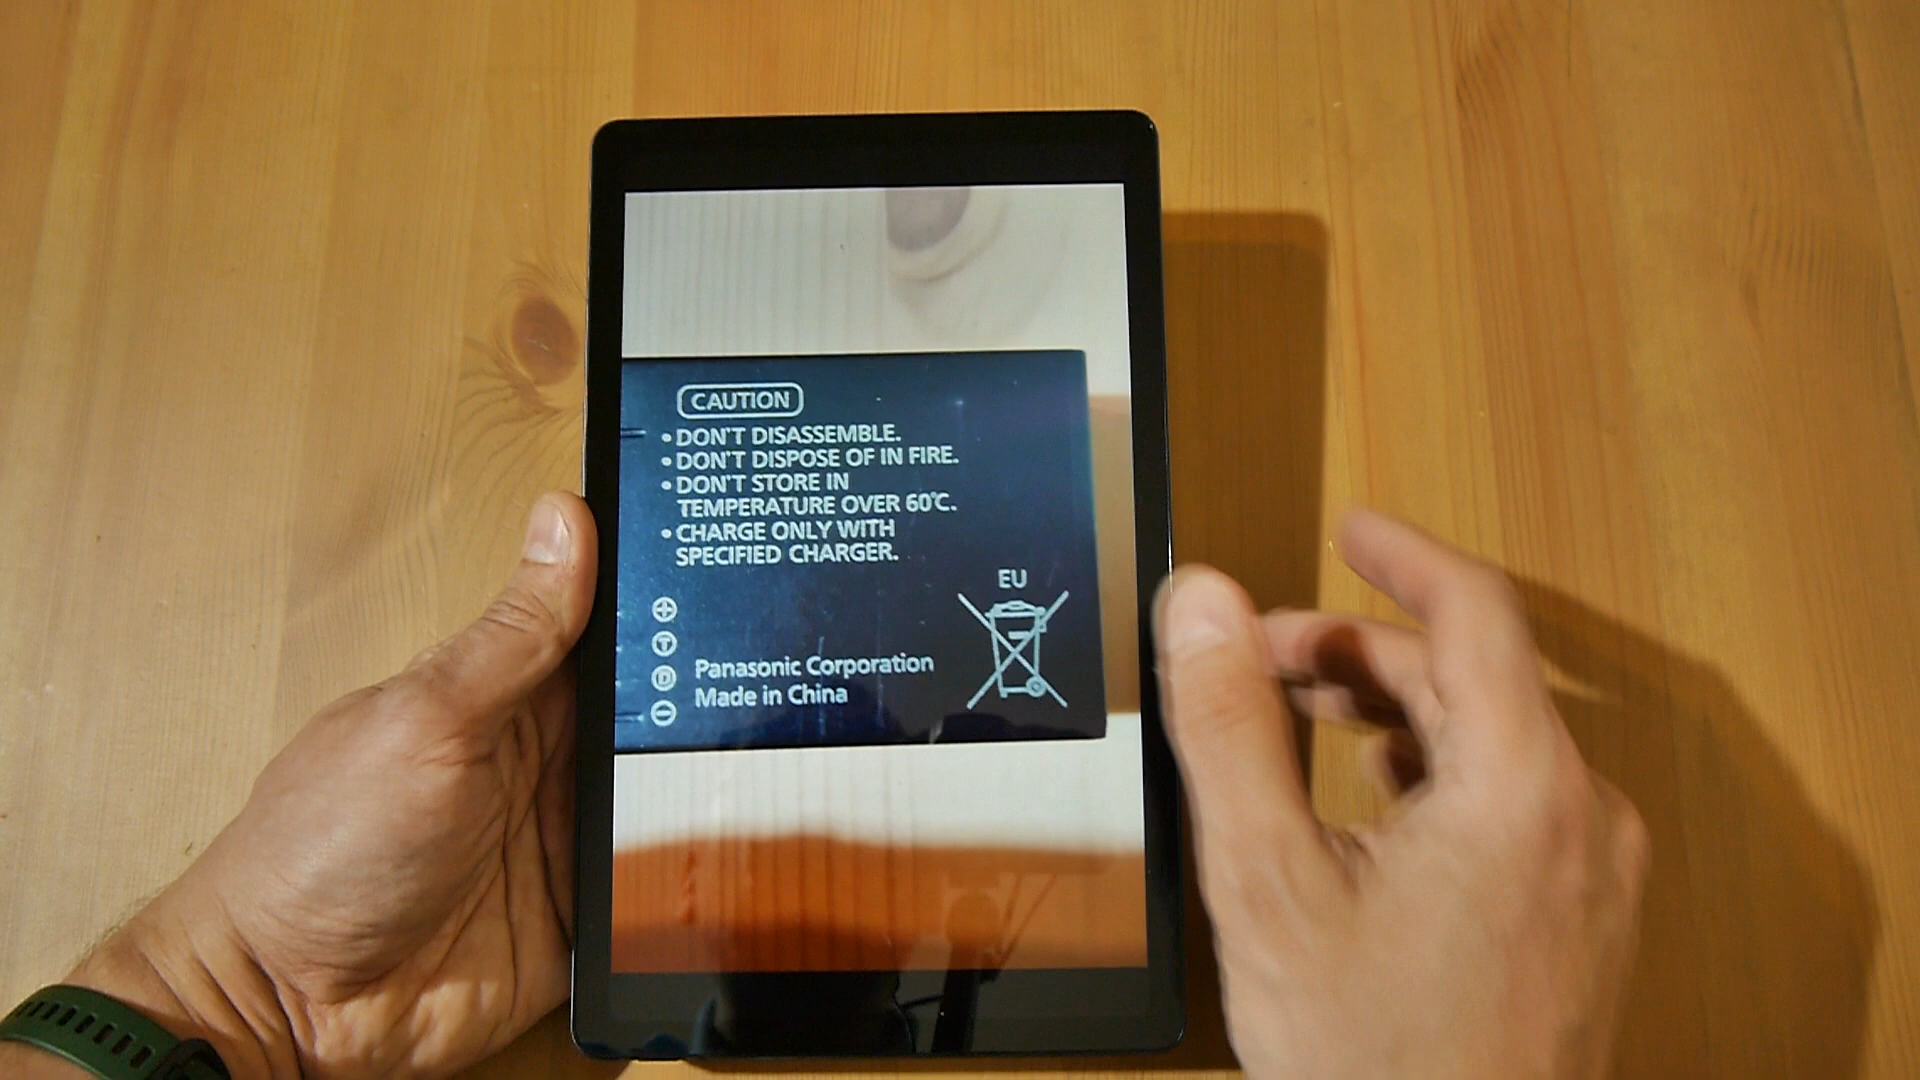 CAUTION
• DON'T DISASSEMBLE.
• DON'T DISPOSE OF IN FIRE.
• DON'T STORE IN
TEMPERATURE OVER 60℃.
• CHARGE ONLY WITH
SPECIFIED CHARGER.
EU
+
T
D
−
Panasonic Corporation
Made in China